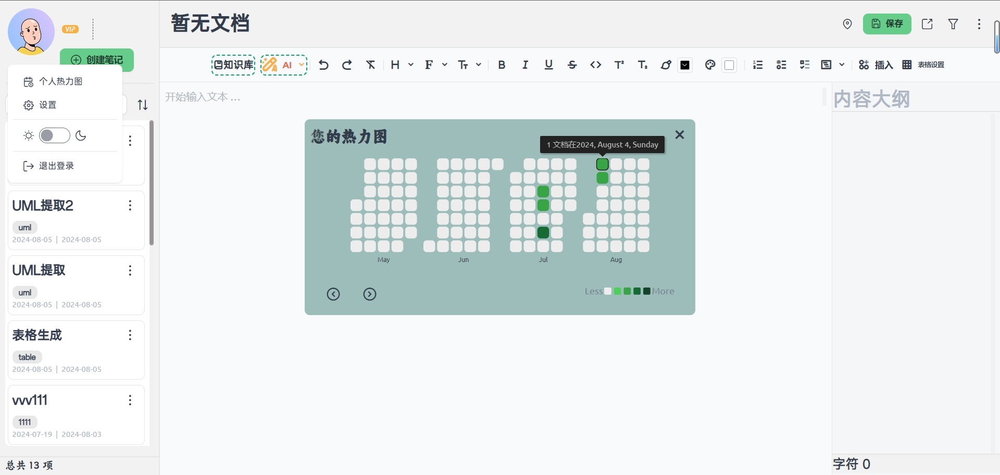 VIP
创建笔记
个人热力图
设置
退出登录
UML提取2
uml
2024-08-05 | 2024-08-05
UML提取
uml
2024-08-05 | 2024-08-05
表格生成
table
2024-08-05 | 2024-08-05
vvv111
1111
2024-07-19 | 2024-08-03
总共 13 项
暂无文档
保存
知识库
AI
插入
表格设置
开始输入文本 ...
您的热力图
1 文档在2024, August 4, Sunday
May Jun Jul Aug
Less More
内容大纲
字符 0